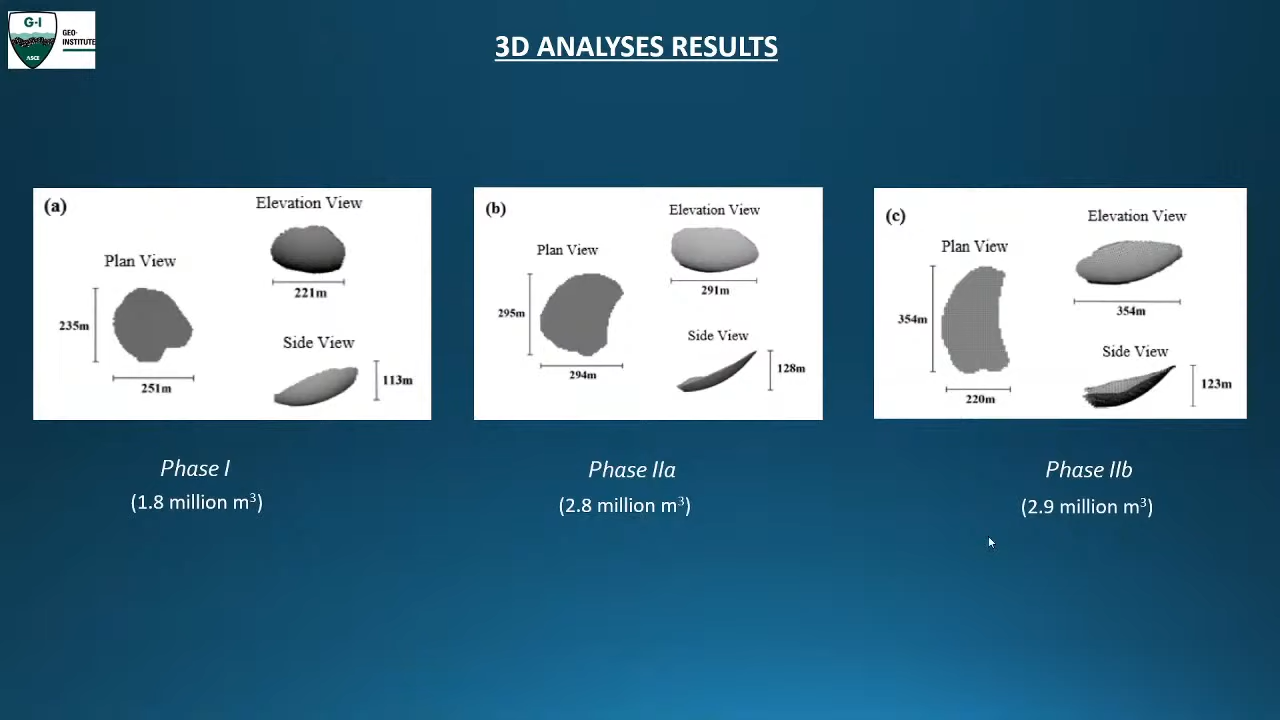 G-I
GEO-
INSTITUTE
ASCE
3D ANALYSES RESULTS
(a)
Elevation View
221m
Plan View
235m
251m
Side View
113m
(b)
Elevation View
291m
Plan View
295m
294m
Side View
128m
(c)
Elevation View
354m
Plan View
354m
220m
Side View
123m
Phase I
(1.8 million m³)
Phase IIa
(2.8 million m³)
Phase IIb
(2.9 million m³)